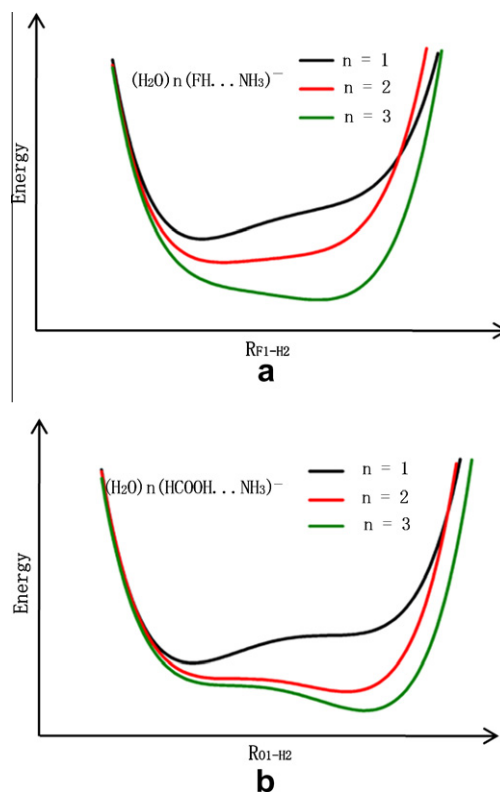 (H₂O)n(FH...NH₃)⁻
n = 1
n = 2
n = 3
Energy
RF1-H2
a
(H₂O)n(HCOOH...NH₃)⁻
n = 1
n = 2
n = 3
Energy
RO1-H2
b